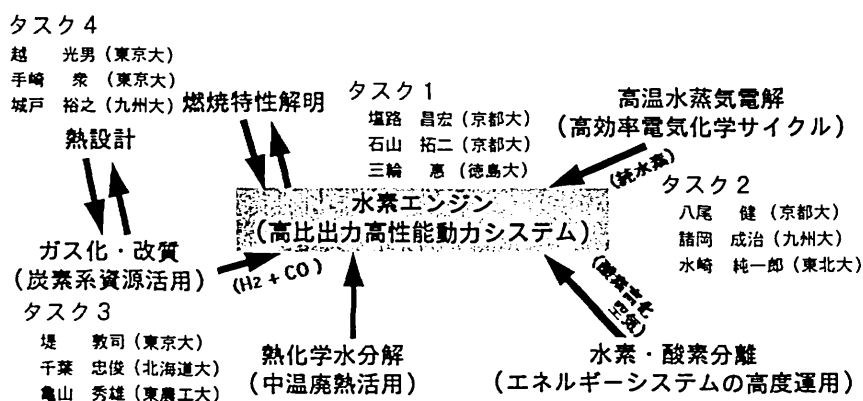 タスク4
越 光男(東京大)
手崎 衆(東京大)
城戸 裕之(九州大)
熱設計
燃焼特性解明
タスク1
塩路 昌宏(京都大)
石山 拓二(京都大)
三輪 恵(徳島大)
高温水蒸気電解
(高効率電気化学サイクル)
(純水素)
タスク2
八尾 健(京都大)
諸岡 成治(九州大)
水崎 純一郎(東北大)
水素エンジン
(高比出力高性能動力システム)
ガス化・改質
(炭素系資源活用)
(H2 + CO)
タスク3
堤 敦司(東京大)
千葉 忠俊(北海道大)
亀山 秀雄(東農工大)
熱化学水分解
(中温廃熱活用)
(酸素富化
空気)
水素・酸素分離
(エネルギーシステムの高度運用)